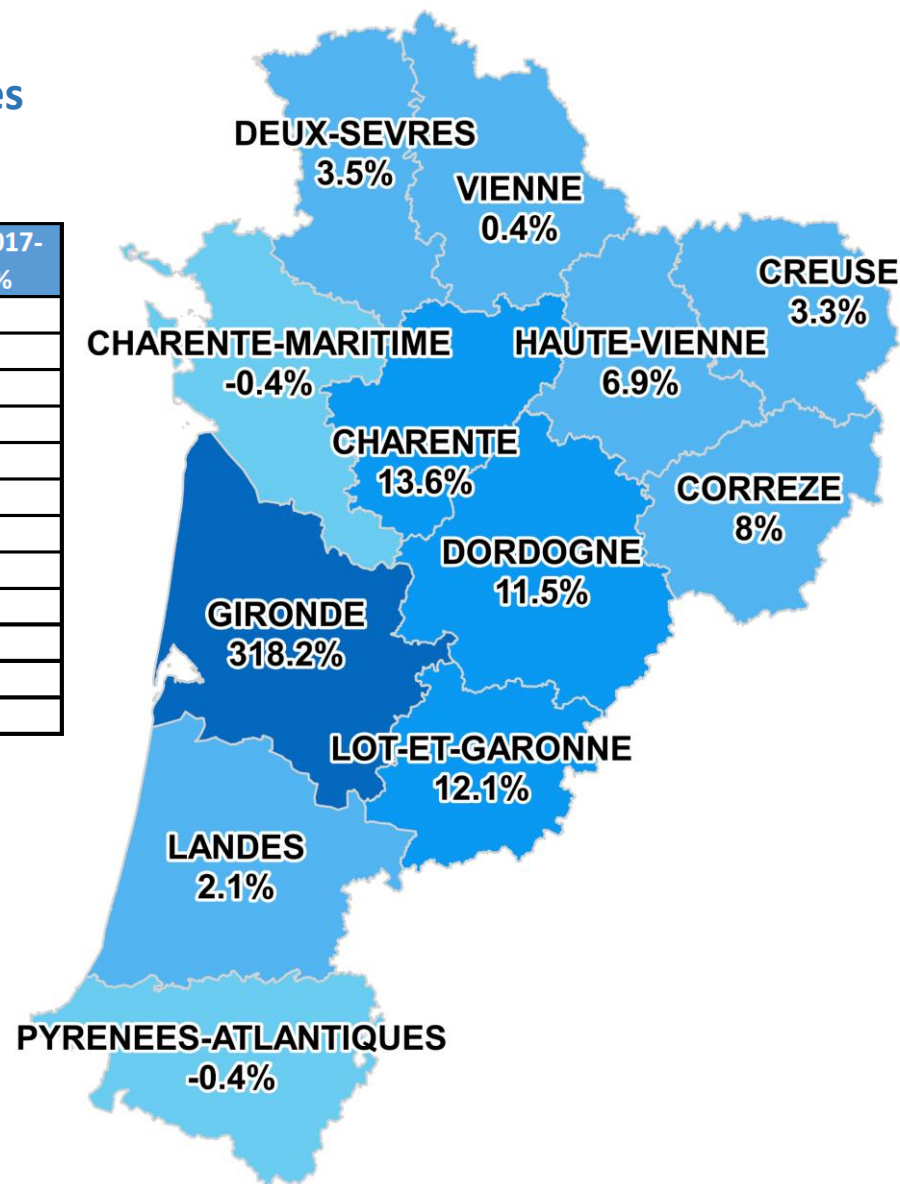 es
017-
%
DEUX-SEVRES
3.5%
VIENNE
0.4%
CREUSE
3.3%
CHARENTE-MARITIME
-0.4%
HAUTE-VIENNE
6.9%
CHARENTE
13.6%
CORREZE
8%
DORDOGNE
11.5%
GIRONDE
318.2%
LOT-ET-GARONNE
12.1%
LANDES
2.1%
PYRENEES-ATLANTIQUES
-0.4%